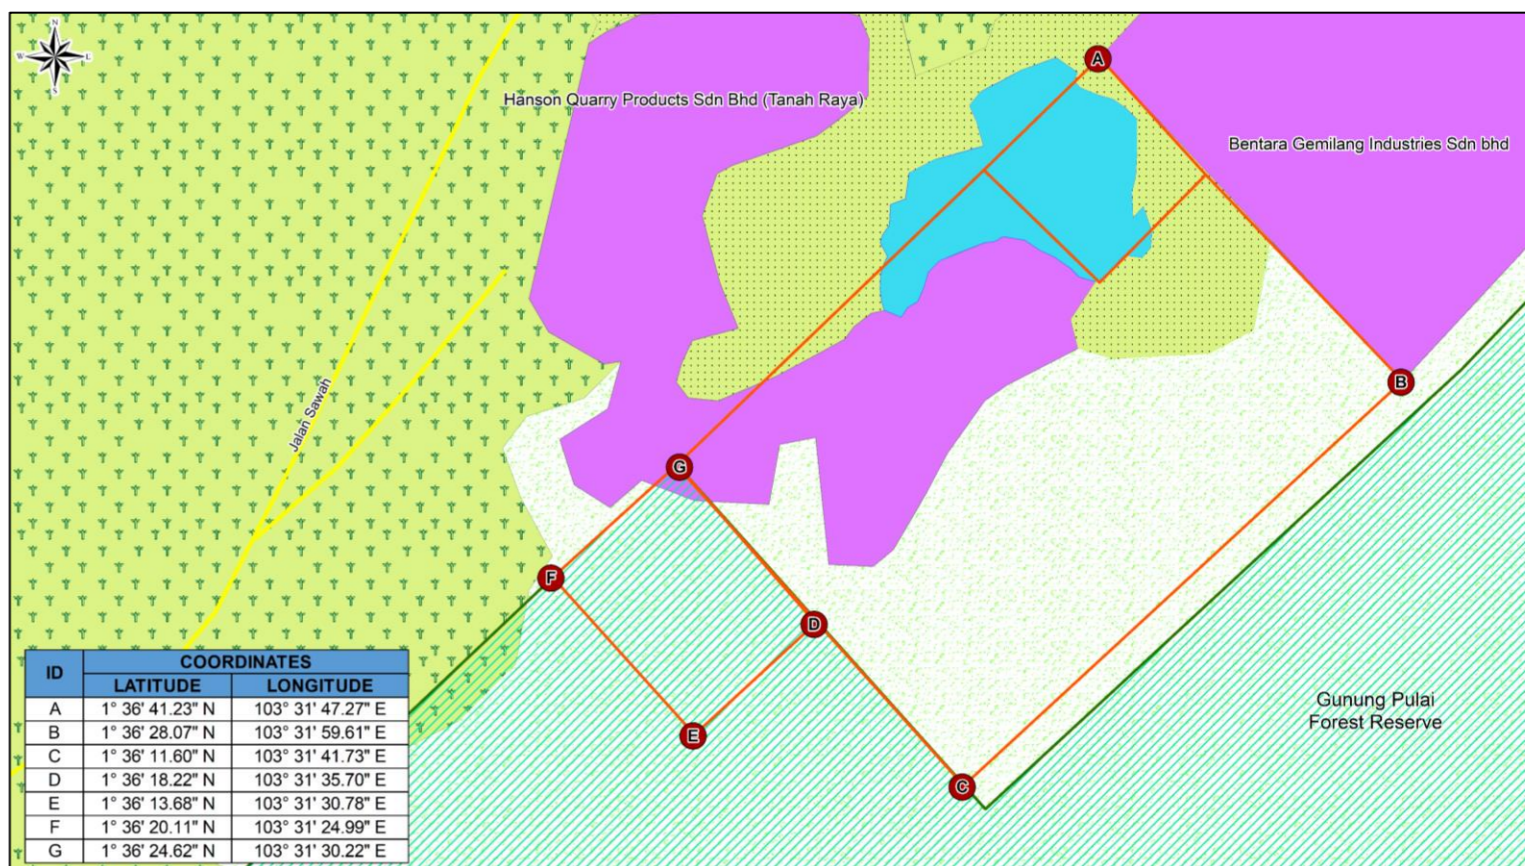 N
W
L
S
A
Hanson Quarry Products Sdn Bhd (Tanah Raya)
Bentara Gemilang Industries Sdn bhd
B
Jalan Sawah
G
F
D
E
C
Gunung Pulai
Forest Reserve
ID COORDINATES
LATITUDE LONGITUDE
A 1° 36' 41.23" N 103° 31' 47.27" E
B 1° 36' 28.07" N 103° 31' 59.61" E
C 1° 36' 11.60" N 103° 31' 41.73" E
D 1° 36' 18.22" N 103° 31' 35.70" E
E 1° 36' 13.68" N 103° 31' 30.78" E
F 1° 36' 20.11" N 103° 31' 24.99" E
G 1° 36' 24.62" N 103° 31' 30.22" E